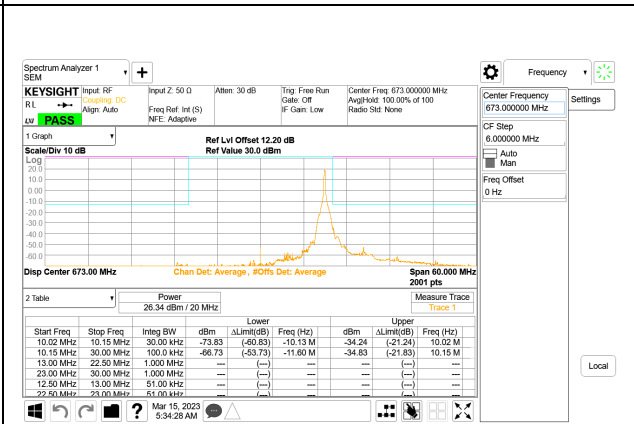 Spectrum Analyzer 1
SEM
+
Frequency
KEYSIGHT Input: RF Input Z: 50 Ω Atten: 30 dB Trig: Free Run Center Freq: 673.000000 MHz
RL Coupling: DC Gate: Off Avg|Hold: 100.00% of 100
Align: Auto Freq Ref: Int (S) IF Gain: Low Radio Std: None
LXI PASS NFE: Adaptive
Center Frequency
673.000000 MHz
Settings
CF Step
6.000000 MHz
Auto
Man
Freq Offset
0 Hz
1 Graph
Ref Lvl Offset 12.20 dB
Scale/Div 10 dB Ref Value 30.0 dBm
Log
20.0
10.0
0.00
-10.0
-20.0
-30.0
-40.0
-50.0
-60.0
Disp Center 673.00 MHz Chan Det: Average, #Offs Det: Average Span 60.000 MHz
2001 pts
2 Table
Power
26.34 dBm / 20 MHz
Measure Trace
Trace 1
Lower Upper
Start Freq Stop Freq Integ BW dBm ΔLimit(dB) Freq (Hz) dBm ΔLimit(dB) Freq (Hz)
10.02 MHz 10.15 MHz 30.00 kHz -73.83 (-60.83) -10.13 M -34.24 (-21.24) 10.02 M
10.15 MHz 30.00 MHz 100.0 kHz -66.73 (-53.73) -11.60 M -34.83 (-21.83) 10.15 M
13.00 MHz 22.50 MHz 1.000 MHz --- (---) --- --- (---) ---
23.00 MHz 30.00 MHz 1.000 MHz --- (---) --- --- (---) ---
12.50 MHz 13.00 MHz 51.00 kHz --- (---) --- --- (---) ---
22.50 MHz 23.00 MHz 51.00 kHz --- (---) --- --- (---) ---
Local
? Mar 15, 2023
5:34:28 AM